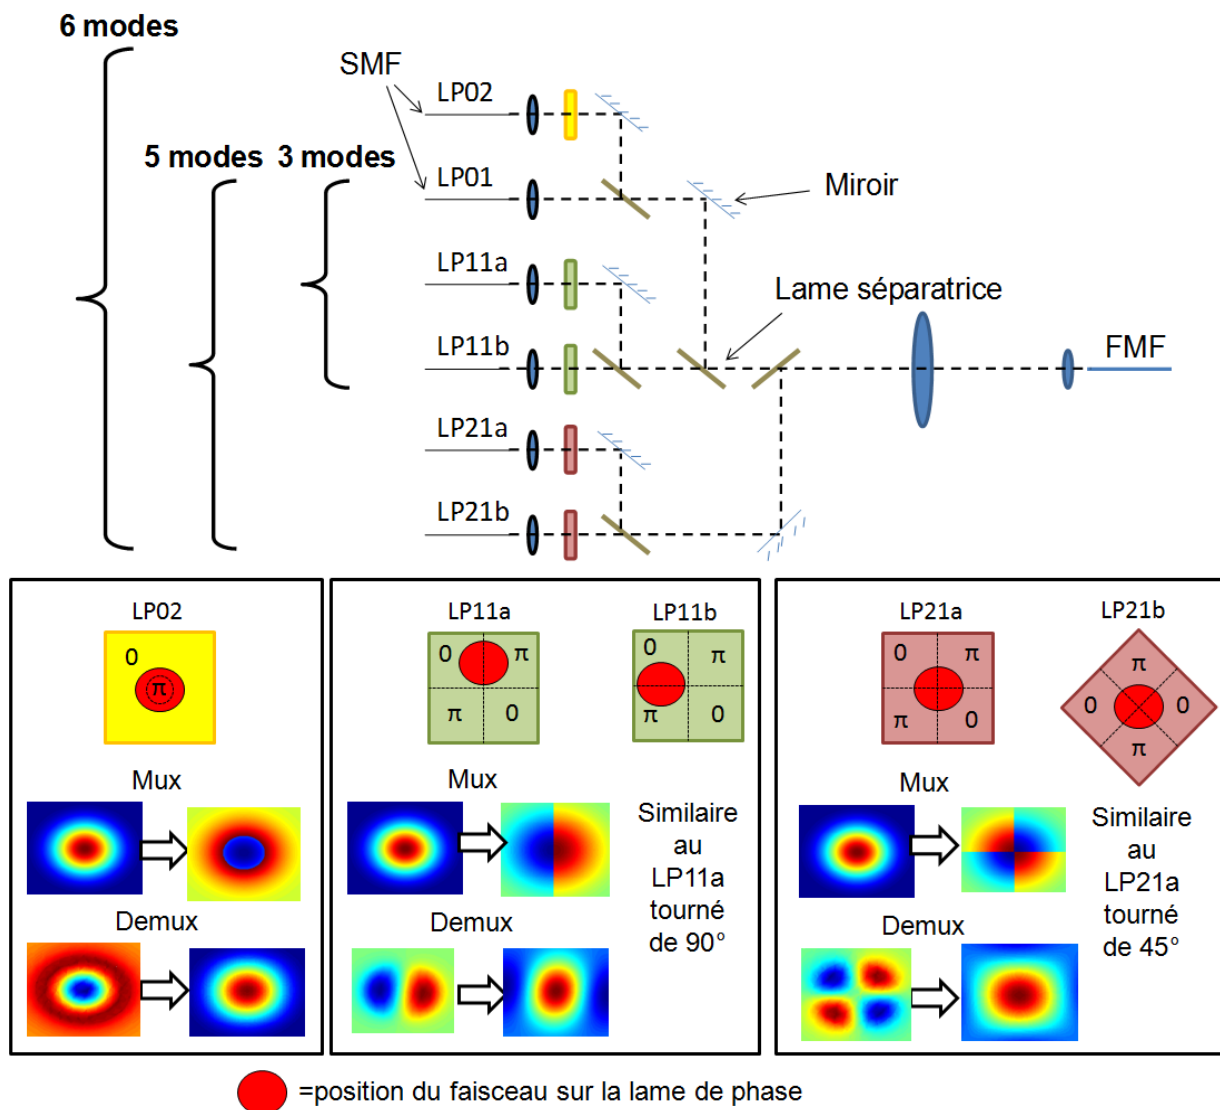 6 modes
SMF
LP02
5 modes
3 modes
LP01
Miroir
LP11a
Lame séparatrice
LP11b
FMF
LP21a
LP21b
LP02
0
π
Mux
Demux
LP11a
0 π
π 0
LP11b
0 π
π 0
Mux
Demux
Similaire
au
LP11a
tourné
de 90°
LP21a
0 π
π 0
LP21b
π
0 0
π
Mux
Demux
Similaire
au
LP21a
tourné
de 45°
=position du faisceau sur la lame de phase